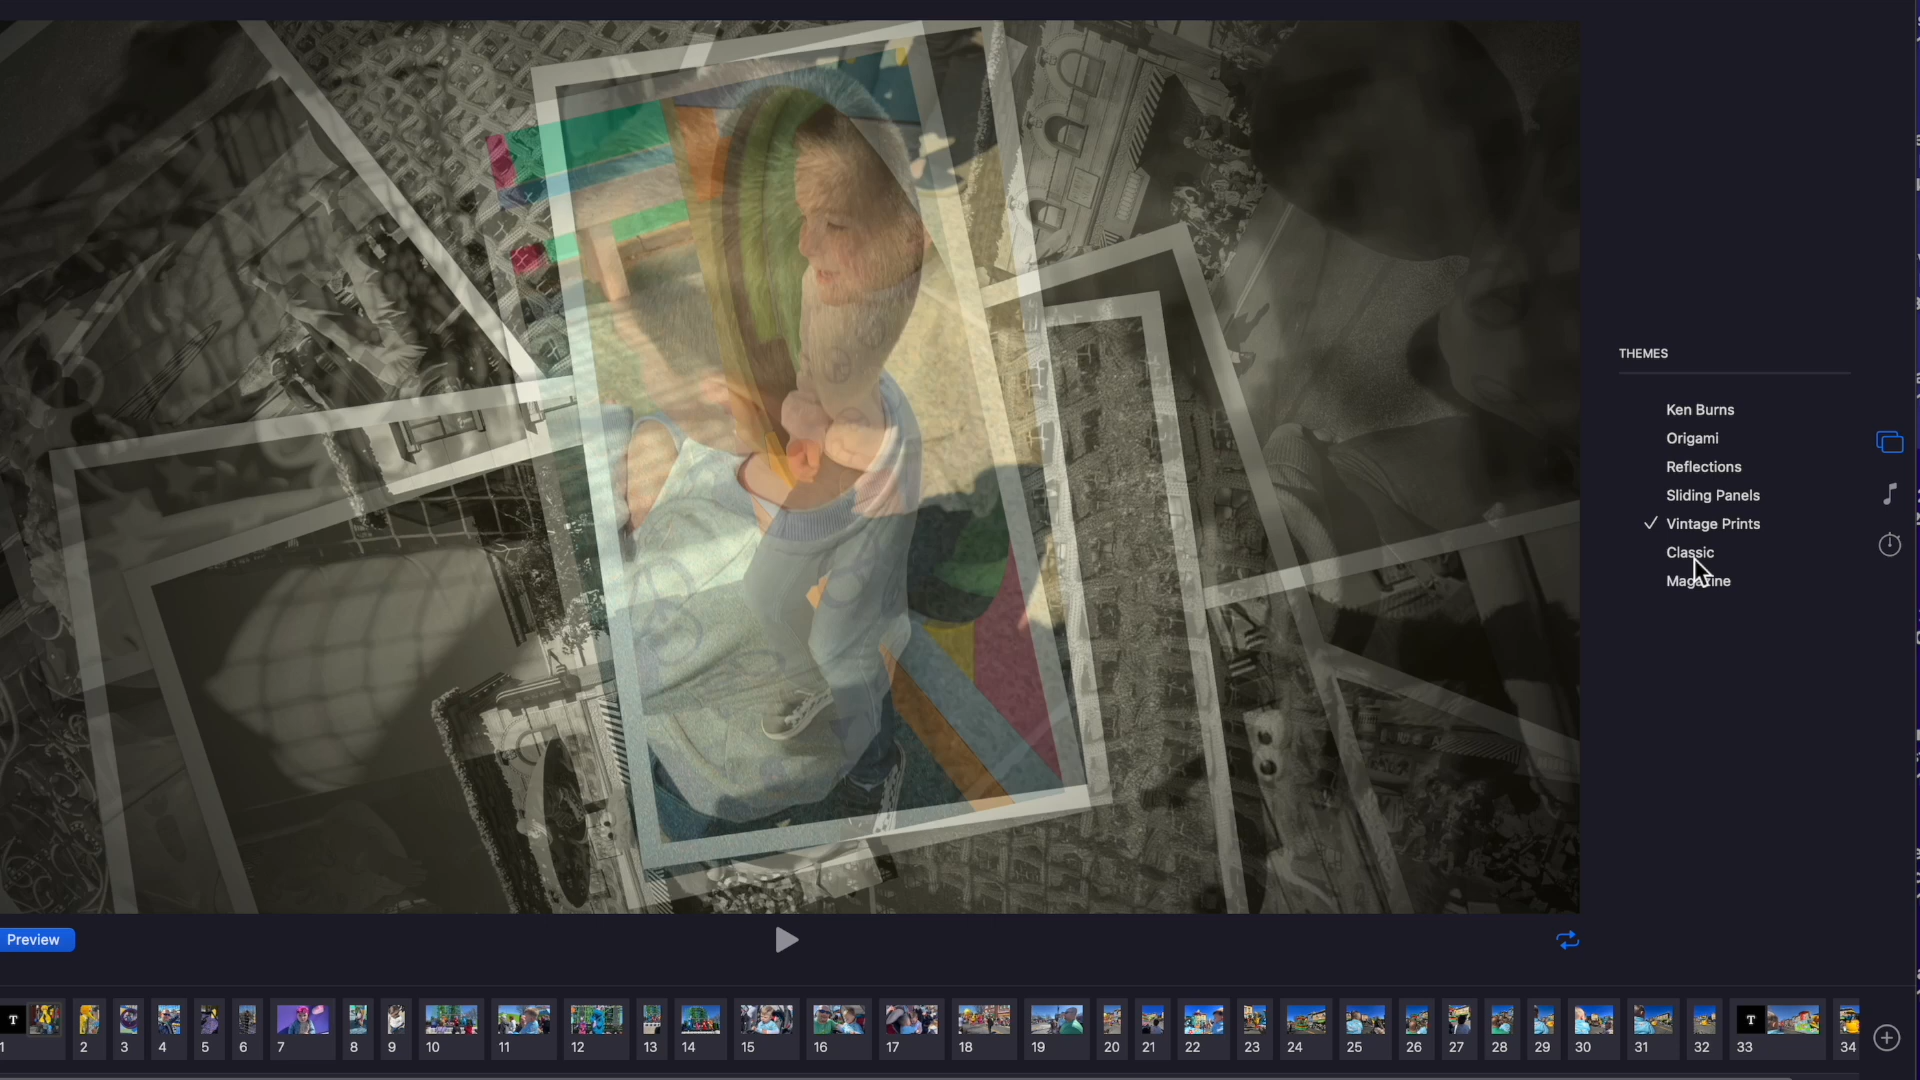 THEMES
Ken Burns
Origami
Reflections
Sliding Panels
✓ Vintage Prints
Classic
Magazine
Preview
T
T
1 2 3 4 5 6 7 8 9 10 11 12 13 14 15 16 17 18 19 20 21 22 23 24 25 26 27 28 29 30 31 32 33 34